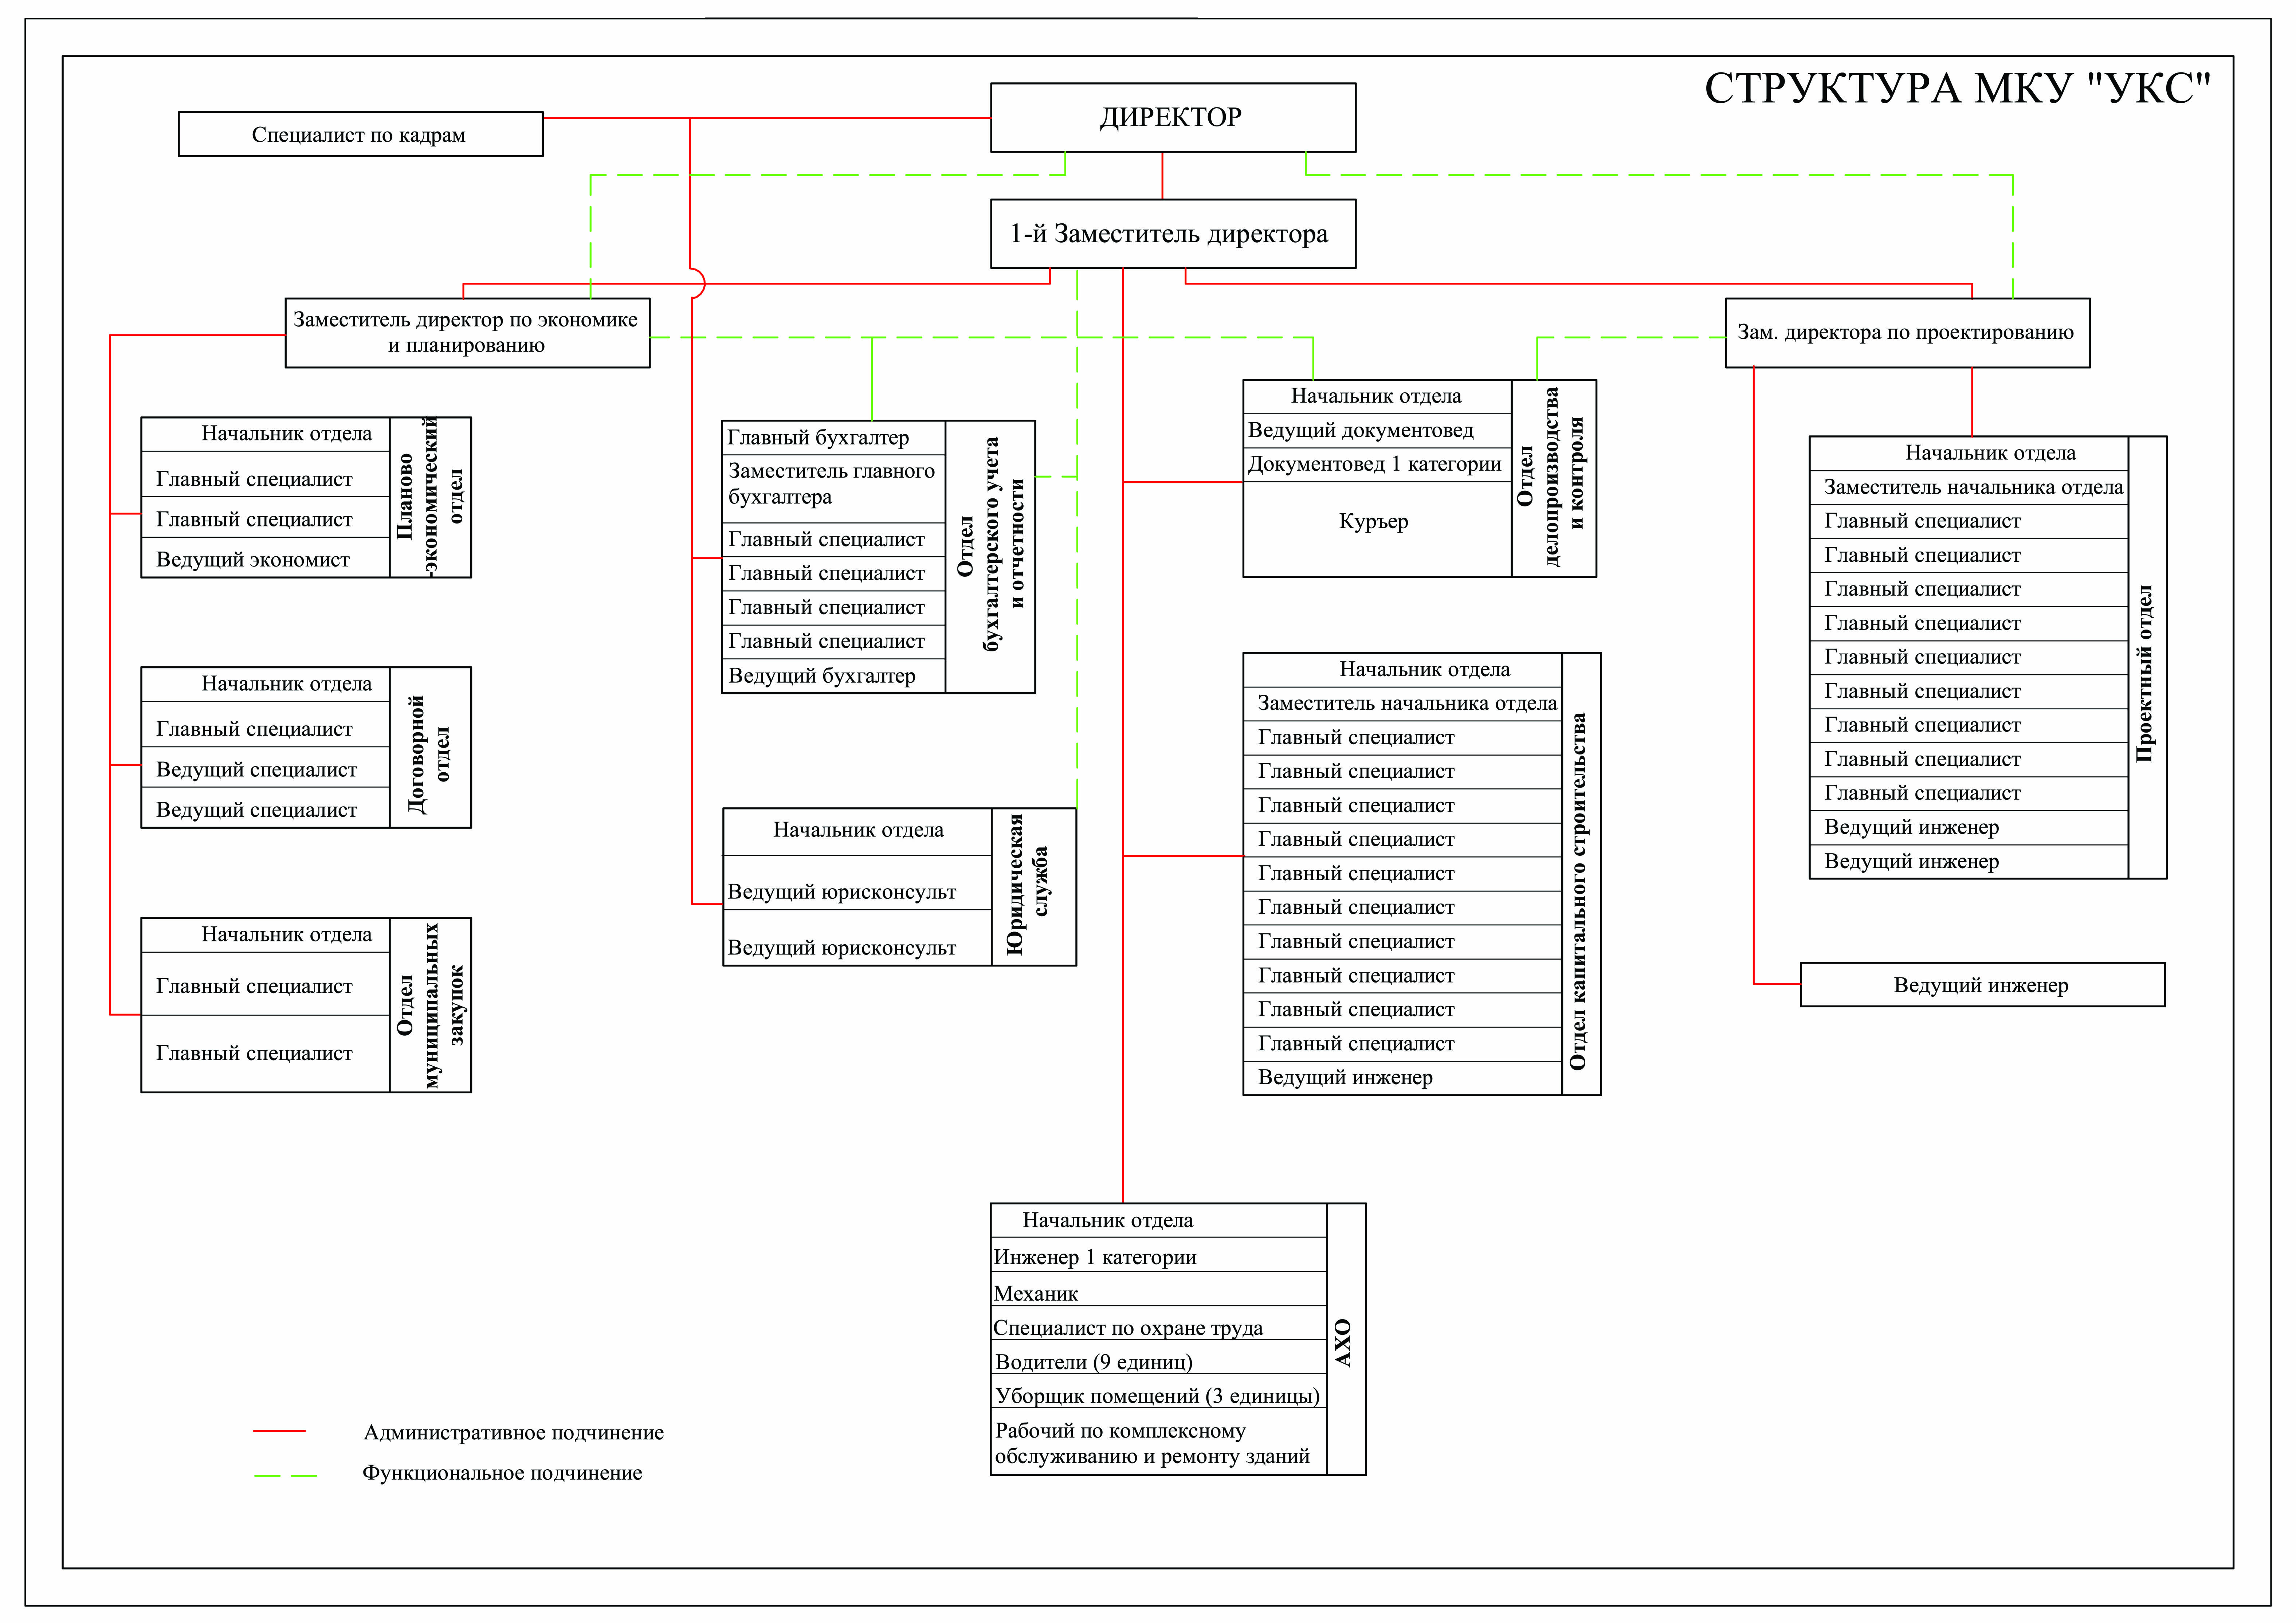 СТРУКТУРА МКУ "УКС"
ДИРЕКТОР
Специалист по кадрам
1-й Заместитель директора
Заместитель директор по экономике
и планированию
Зам. директора по проектированию
Начальник отдела
Главный специалист
Главный специалист
Ведущий экономист
Планово
-экономический
отдел
Начальник отдела
Главный специалист
Ведущий специалист
Ведущий специалист
Договорной
отдел
Начальник отдела
Главный специалист
Главный специалист
Отдел
муниципальных
закупок
Главный бухгалтер
Заместитель главного
бухгалтера
Главный специалист
Главный специалист
Главный специалист
Главный специалист
Ведущий бухгалтер
Отдел
бухгалтерского учета
и отчетности
Начальник отдела
Ведущий юрисконсульт
Ведущий юрисконсульт
Юридическая
служба
Начальник отдела
Ведущий документовед
Документовед 1 категории
Куръер
Отдел
делопроизводства
и контроля
Начальник отдела
Заместитель начальника отдела
Главный специалист
Главный специалист
Главный специалист
Главный специалист
Главный специалист
Главный специалист
Главный специалист
Главный специалист
Главный специалист
Главный специалист
Ведущий инженер
Отдел капитального строительства
Начальник отдела
Заместитель начальника отдела
Главный специалист
Главный специалист
Главный специалист
Главный специалист
Главный специалист
Главный специалист
Главный специалист
Главный специалист
Главный специалист
Ведущий инженер
Ведущий инженер
Проектный отдел
Ведущий инженер
Начальник отдела
Инженер 1 категории
Механик
Специалист по охране труда
Водители (9 единиц)
Уборщик помещений (3 единицы)
Рабочий по комплексному
обслуживанию и ремонту зданий
АХО
Административное подчинение
Функциональное подчинение